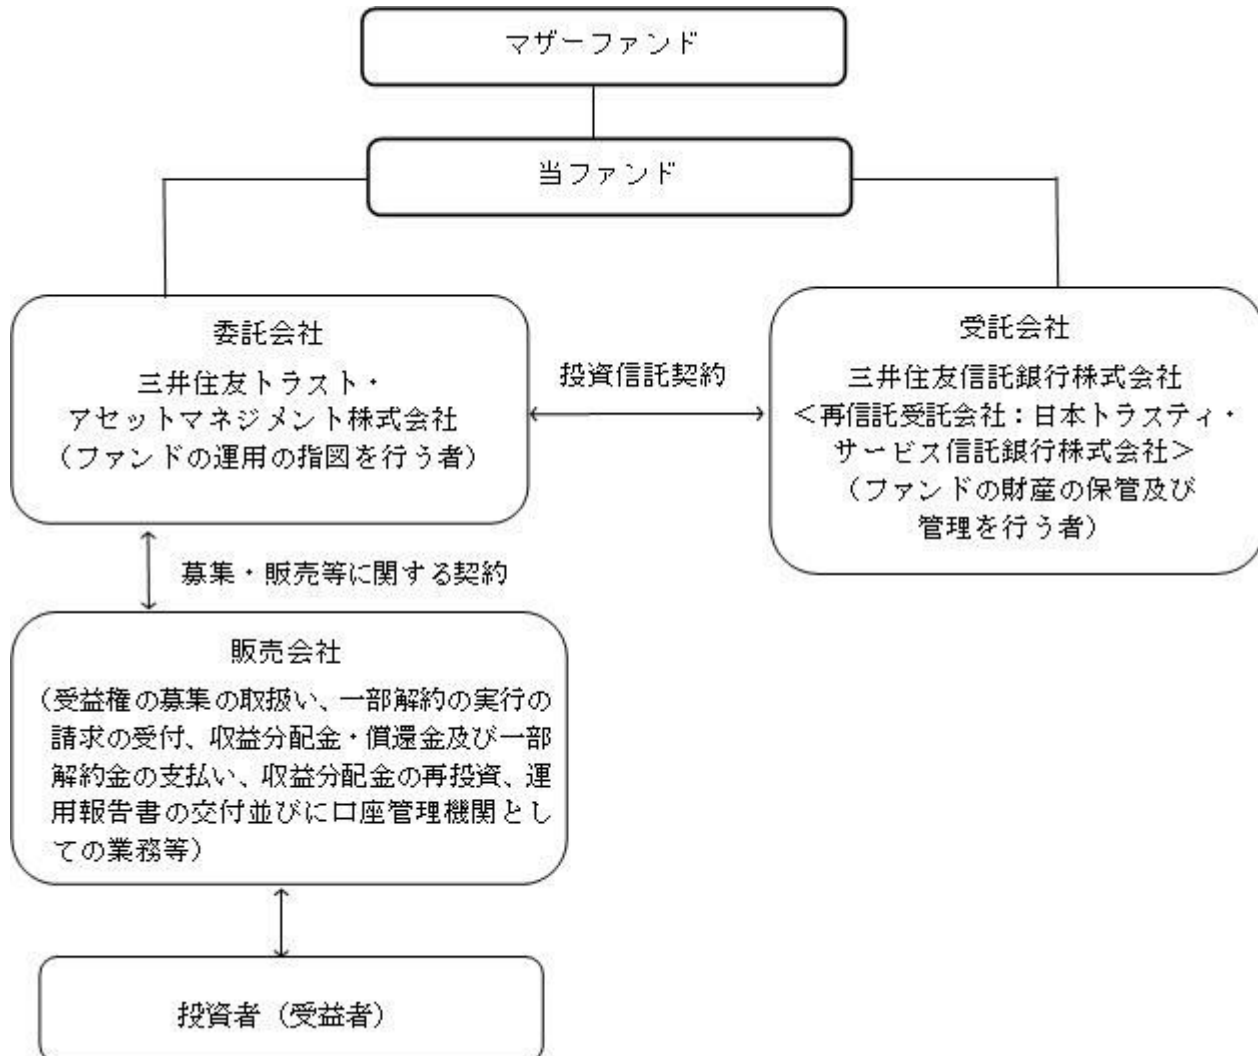 マザーファンド
当ファンド
委託会社
三井住友トラスト・
アセットマネジメント株式会社
（ファンドの運用の指図を行う者）
投資信託契約
受託会社
三井住友信託銀行株式会社
＜再信託受託会社：日本トラスティ・
サービス信託銀行株式会社＞
（ファンドの財産の保管及び
管理を行う者）
募集・販売等に関する契約
販売会社
（受益権の募集の取扱い、一部解約の実行の
請求の受付、収益分配金・償還金及び一部
解約金の支払い、収益分配金の再投資、運
用報告書の交付並びに口座管理機関とし
ての業務等）
投資者（受益者）